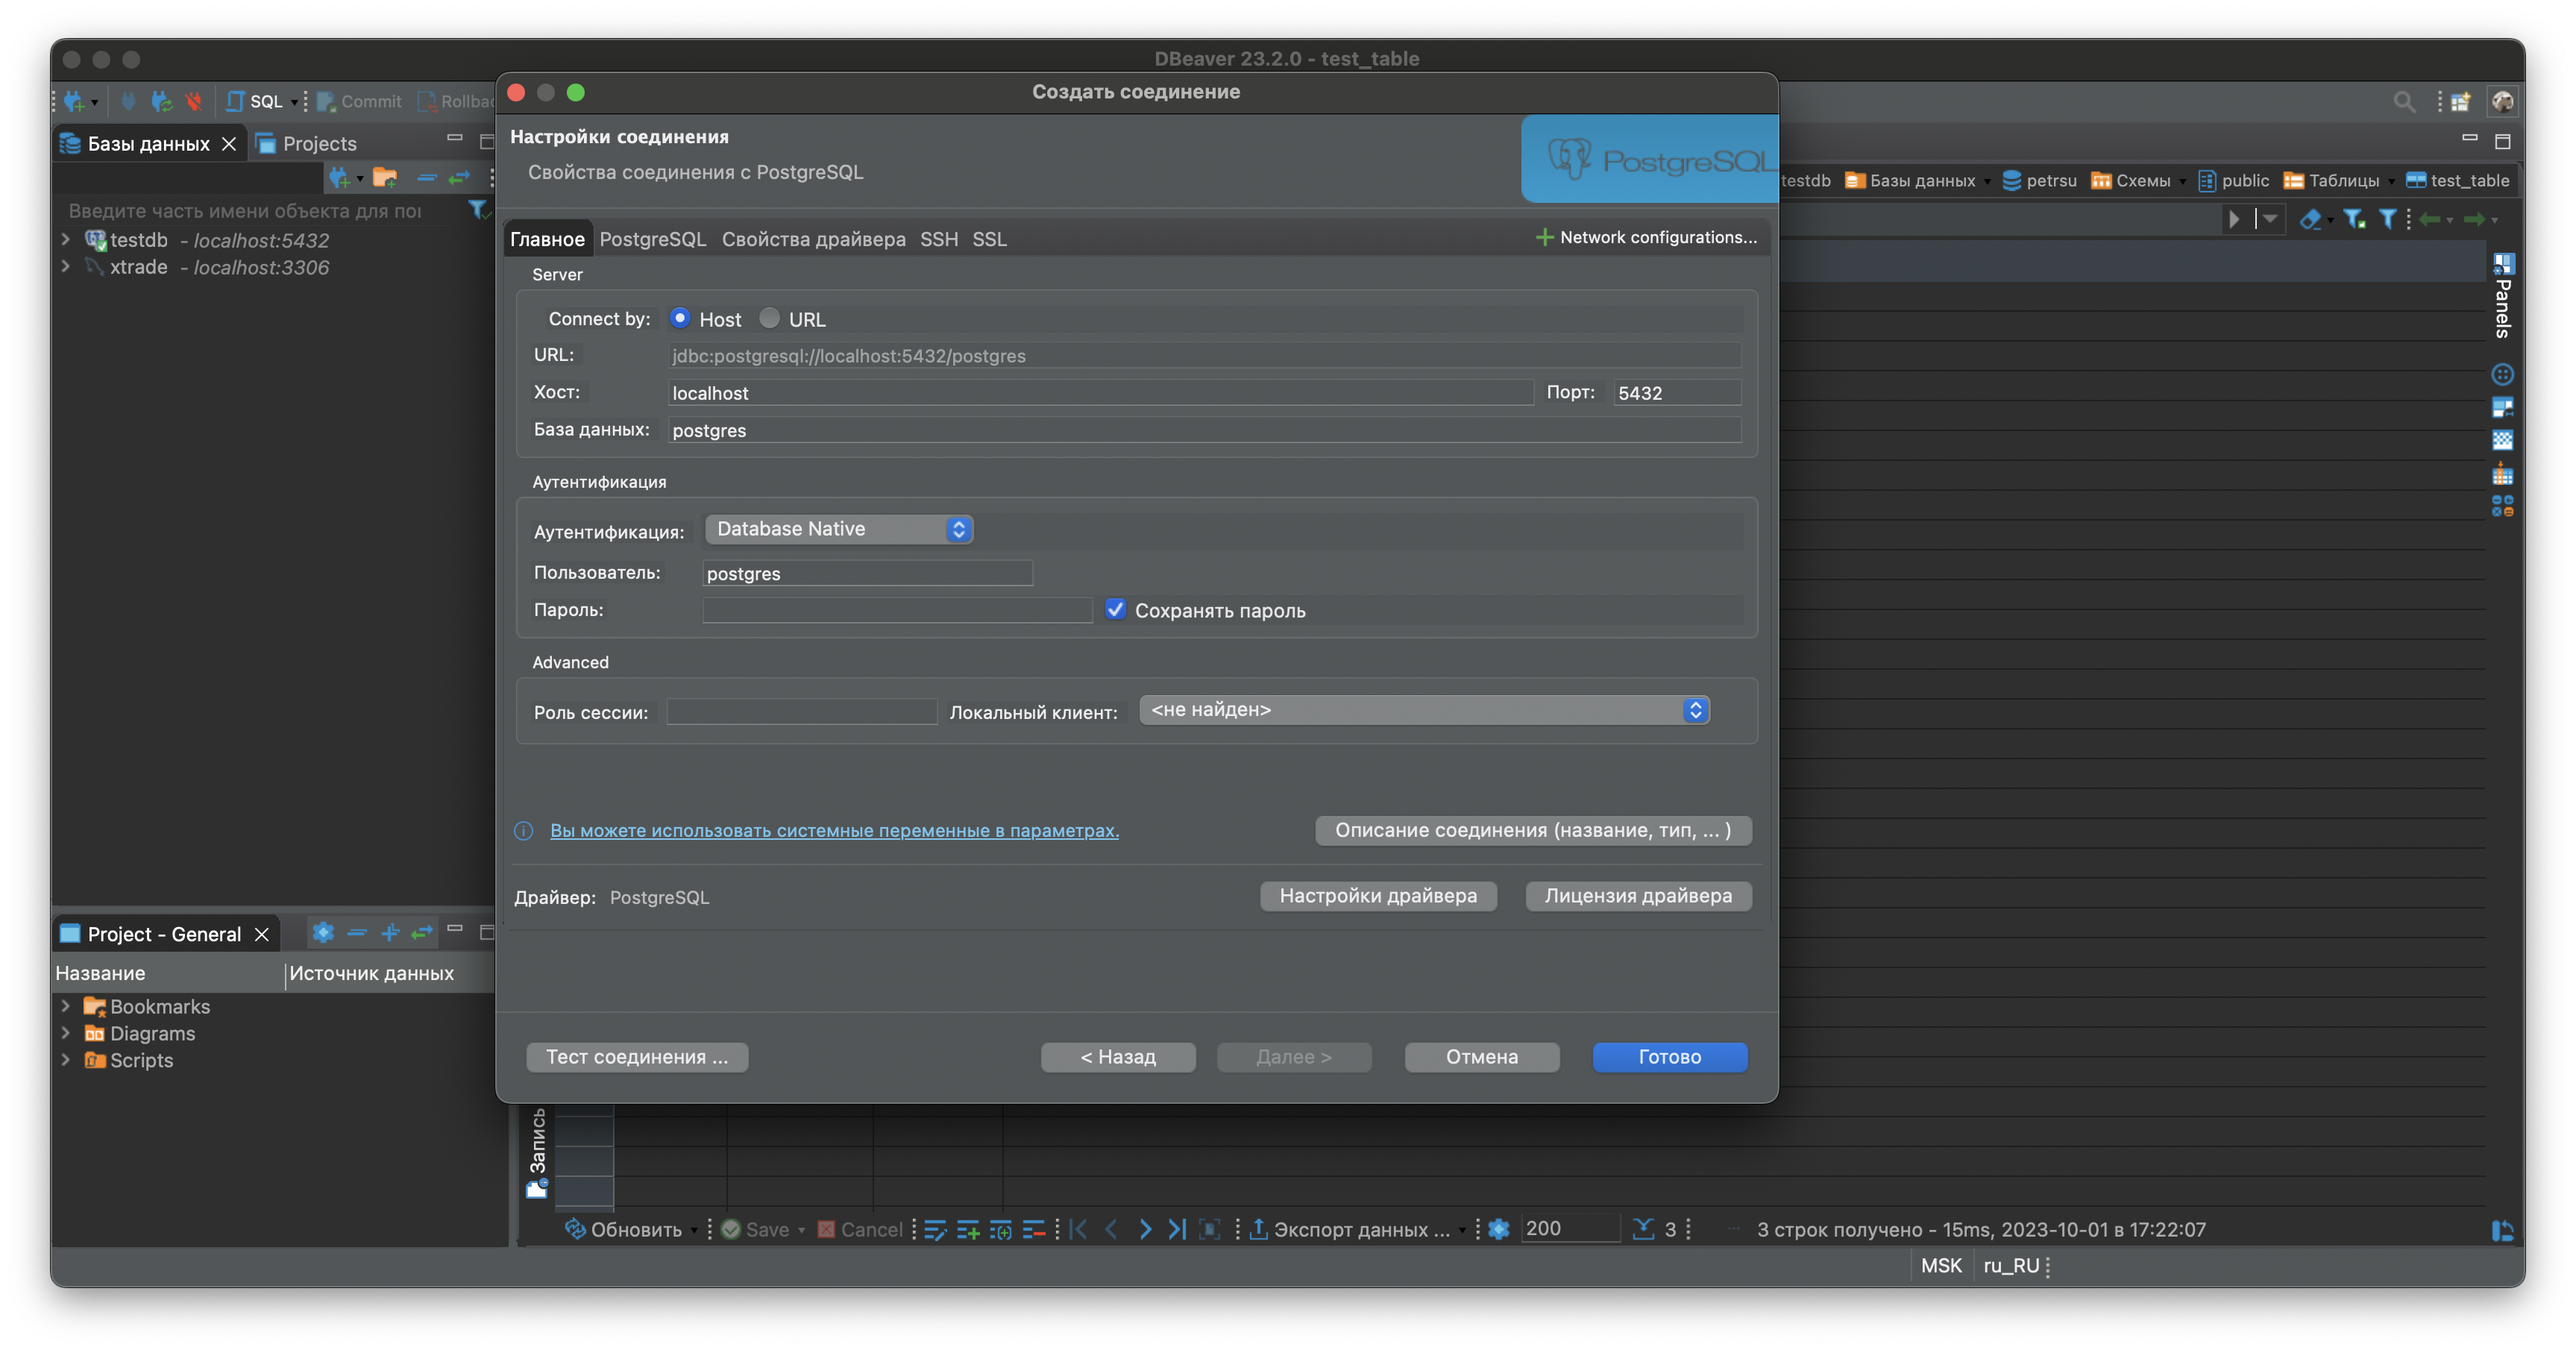 DBeaver 23.2.0 - test_table
SQL
Commit
Создать соединение
Базы данных
Projects
Введите часть имени объекта для
testdb - localhost:5432
xtrade - localhost:3306
Настройки соединения
Свойства соединения с PostgreSQL
PostgreSQL
testdb Базы данных petrsu Схемы public Таблицы test_table
Главное PostgreSQL Свойства драйвера SSH SSL
Network configurations...
Server
Connect by: Host URL
URL: jdbc:postgresql://localhost:5432/postgres
Хост: localhost Порт: 5432
База данных: postgres
Аутентификация
Аутентификация: Database Native
Пользователь: postgres
Пароль: Сохранять пароль
Advanced
Роль сессии: Локальный клиент: <не найден>
Вы можете использовать системные переменные в параметрах.
Описание соединения (название, тип, ... )
Драйвер: PostgreSQL
Настройки драйвера
Лицензия драйвера
Тест соединения ...
< Назад
Далее >
Отмена
Готово
Panels
Project - General
Название Источник данных
Bookmarks
Diagrams
Scripts
Запись
Обновить Save Cancel Экспорт данных ... 200 3 3 строк получено - 15ms, 2023-10-01 в 17:22:07
MSK ru_RU